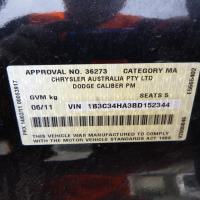 APPROVAL NO. 36273 CATEGORY MA
CHRYSLER AUSTRALIA PTY LTD
DODGE CALIBER PM
GVM kg SEATS 5
06/11 VIN 1B3C34HA3BD152344
THIS VEHICLE WAS MANUFACTURED TO COMPLY
WITH THE MOTOR VEHICLE STANDARDS ACT 1989